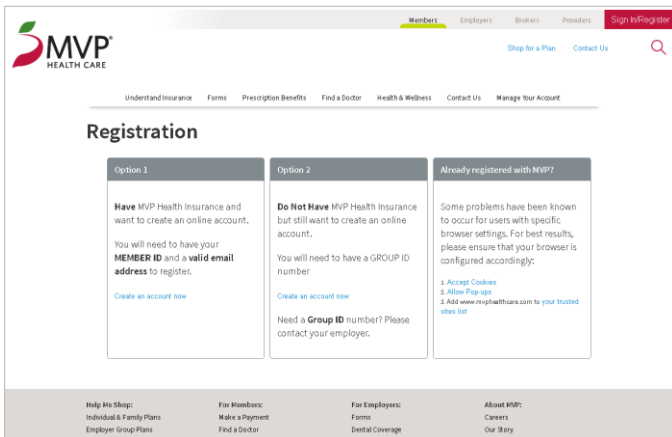 Members Employers Brokers Providers Sign In/Register
MVP®
HEALTH CARE
Shop for a Plan Contact Us
Understand Insurance Forms Prescription Benefits Find a Doctor Health & Wellness Contact Us Manage Your Account
Registration
Option 1
Have MVP Health Insurance and
want to create an online account.
You will need to have your
MEMBER ID and a valid email
address to register.
Create an account now
Option 2
Do Not Have MVP Health Insurance
but still want to create an online
account.
You will need to have a GROUP ID
number
Create an account now
Need a Group ID number? Please
contact your employer.
Already registered with MVP?
Some problems have been known
to occur for users with specific
browser settings. For best results,
please ensure that your browser is
configured accordingly:
1. Accept Cookies
2. Allow Pop-ups
3. Add www.mvphealthcare.com to your trusted
sites list
Help Me Shop: For Members: For Employers: About MVP:
Individual & Family Plans Make a Payment Forms Careers
Employer Group Plans Find a Doctor Dental Coverage Our Story